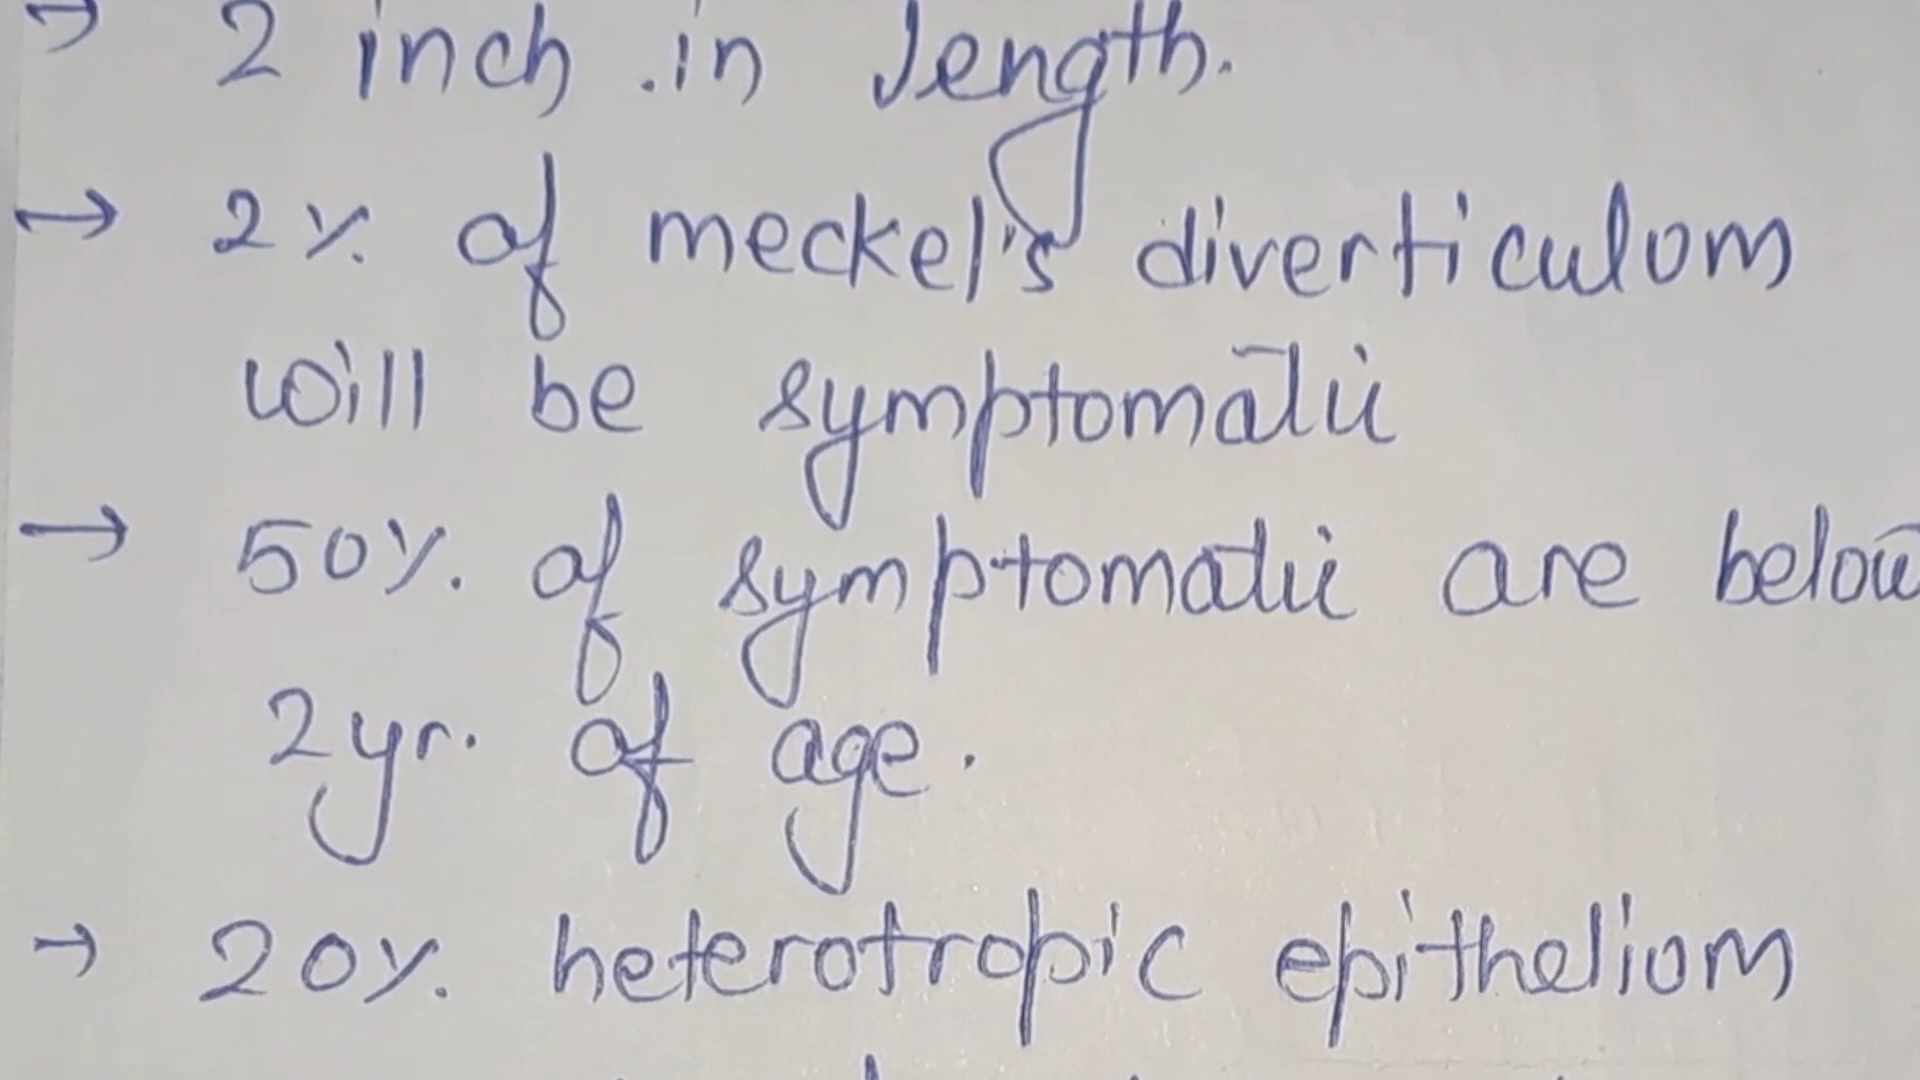 → 2 inch in length.
→ 2% of meckel's diverticulum
will be symptomatic
→ 50% of symptomatic are below
2yr. of age.
→ 20% heterotropic epithelium